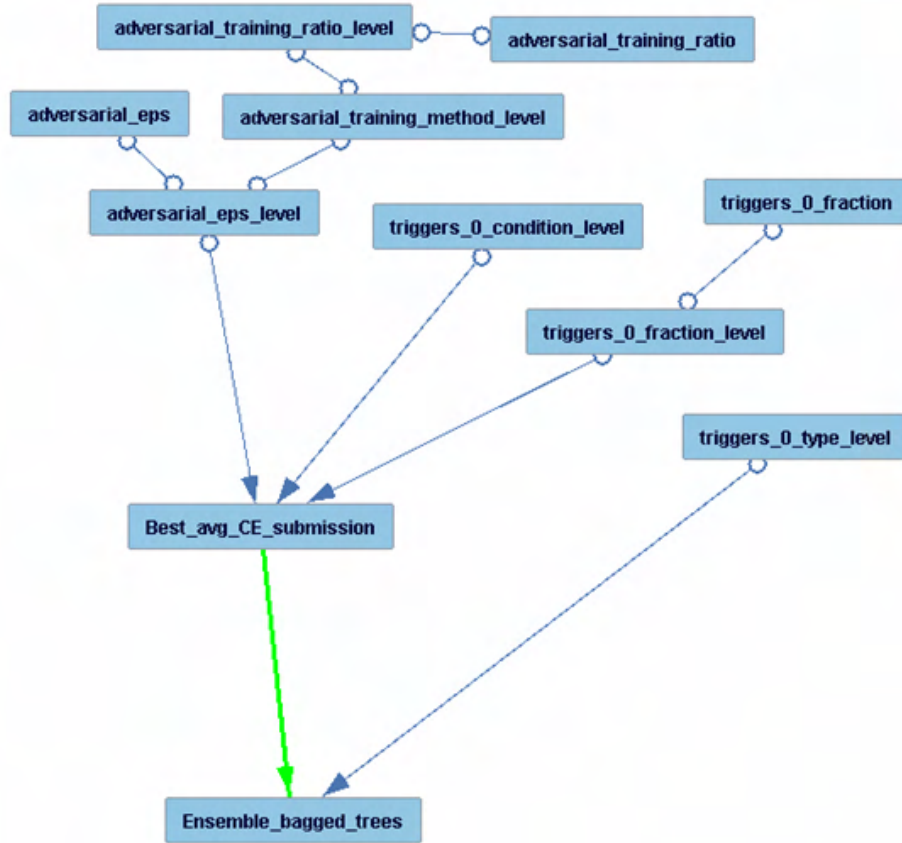 adversarial_training_ratio_level
adversarial_training_ratio
adversarial_eps
adversarial_training_method_level
adversarial_eps_level
triggers_0_condition_level
triggers_0_fraction
triggers_0_fraction_level
triggers_0_type_level
Best_avg_CE_submission
Ensemble_bagged_trees